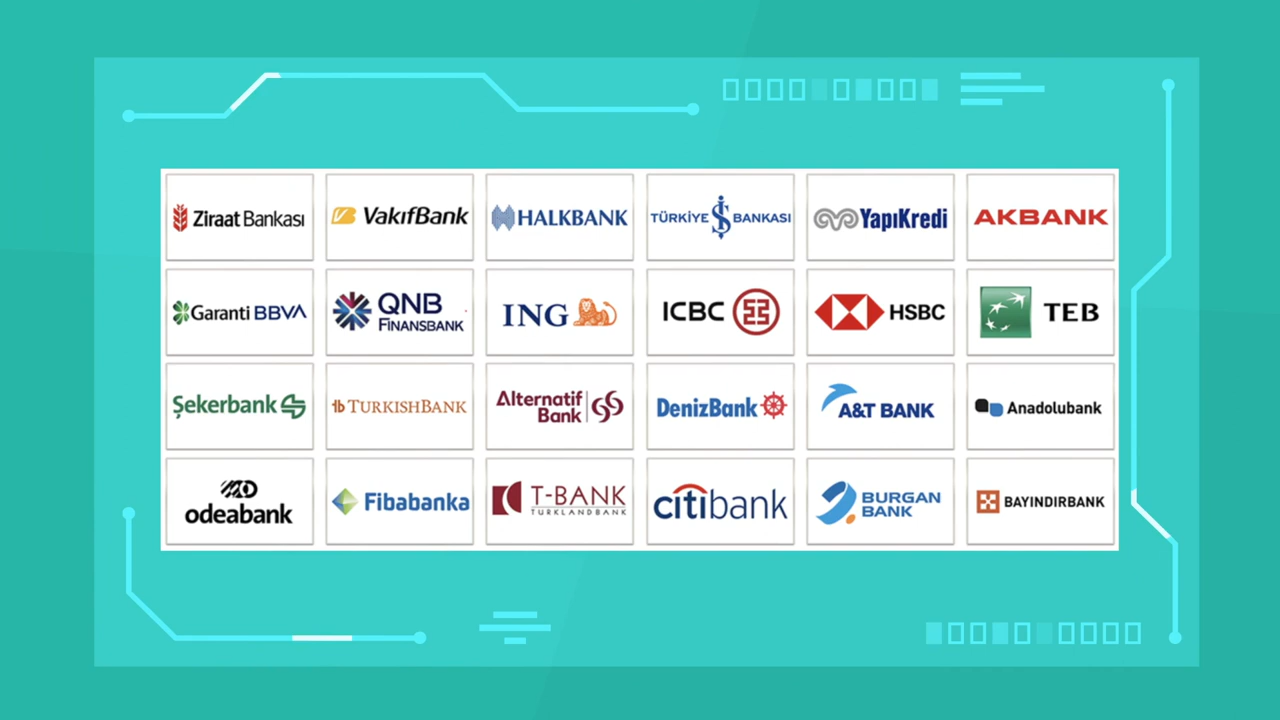 Ziraat Bankası
VakıfBank
HALKBANK
TÜRKİYE İŞ BANKASI
YapıKredi
AKBANK
Garanti BBVA
QNB
FİNANSBANK
ING
ICBC
HSBC
TEB
Şekerbank
tb TURKISHBANK
Alternatif
Bank
DenizBank
A&T BANK
Anadolubank
odeabank
Fibabanka
T-BANK
TURKLANDBANK
citibank
BURGAN
BANK
BAYINDIRBANK